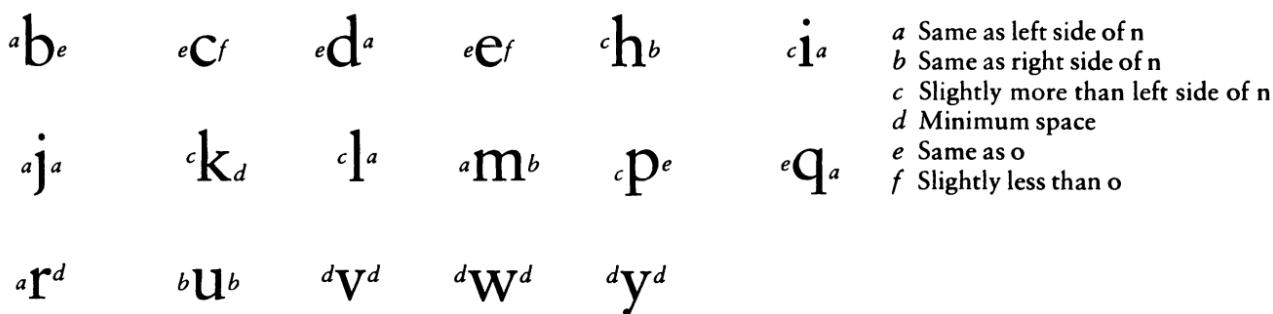 abe ecf eda eef chb cia
aja ckd cla amb cpe eqa
ard bub dvd dwd dyd
a Same as left side of n
b Same as right side of n
c Slightly more than left side of n
d Minimum space
e Same as o
f Slightly less than o